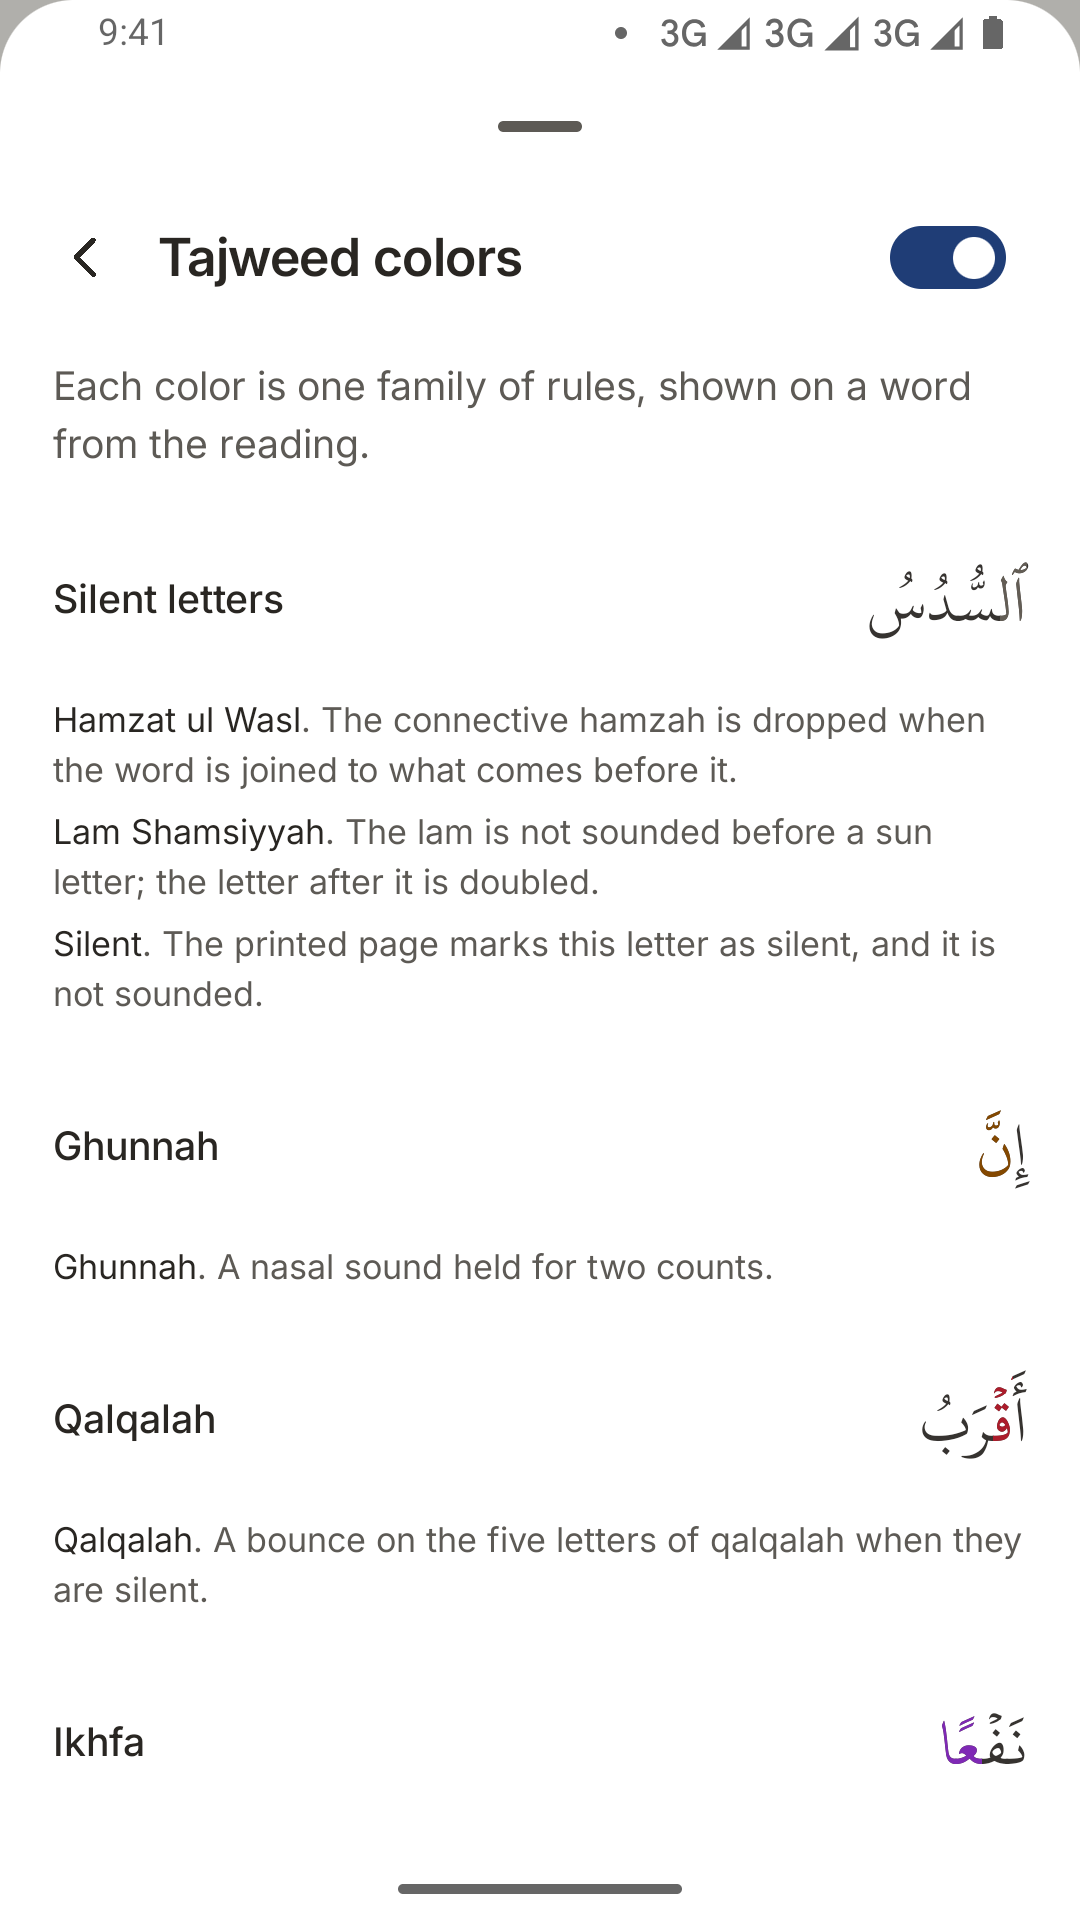 9:41
3G 3G 3G
Tajweed colors
Each color is one family of rules, shown on a word
from the reading.
Silent letters
ٱلسُّدُسُ
Hamzat ul Wasl. The connective hamzah is dropped when
the word is joined to what comes before it.
Lam Shamsiyyah. The lam is not sounded before a sun
letter; the letter after it is doubled.
Silent. The printed page marks this letter as silent, and it is
not sounded.
Ghunnah
إِنَّ
Ghunnah. A nasal sound held for two counts.
Qalqalah
أَقْرَبُ
Qalqalah. A bounce on the five letters of qalqalah when they
are silent.
Ikhfa
نَفْعًا